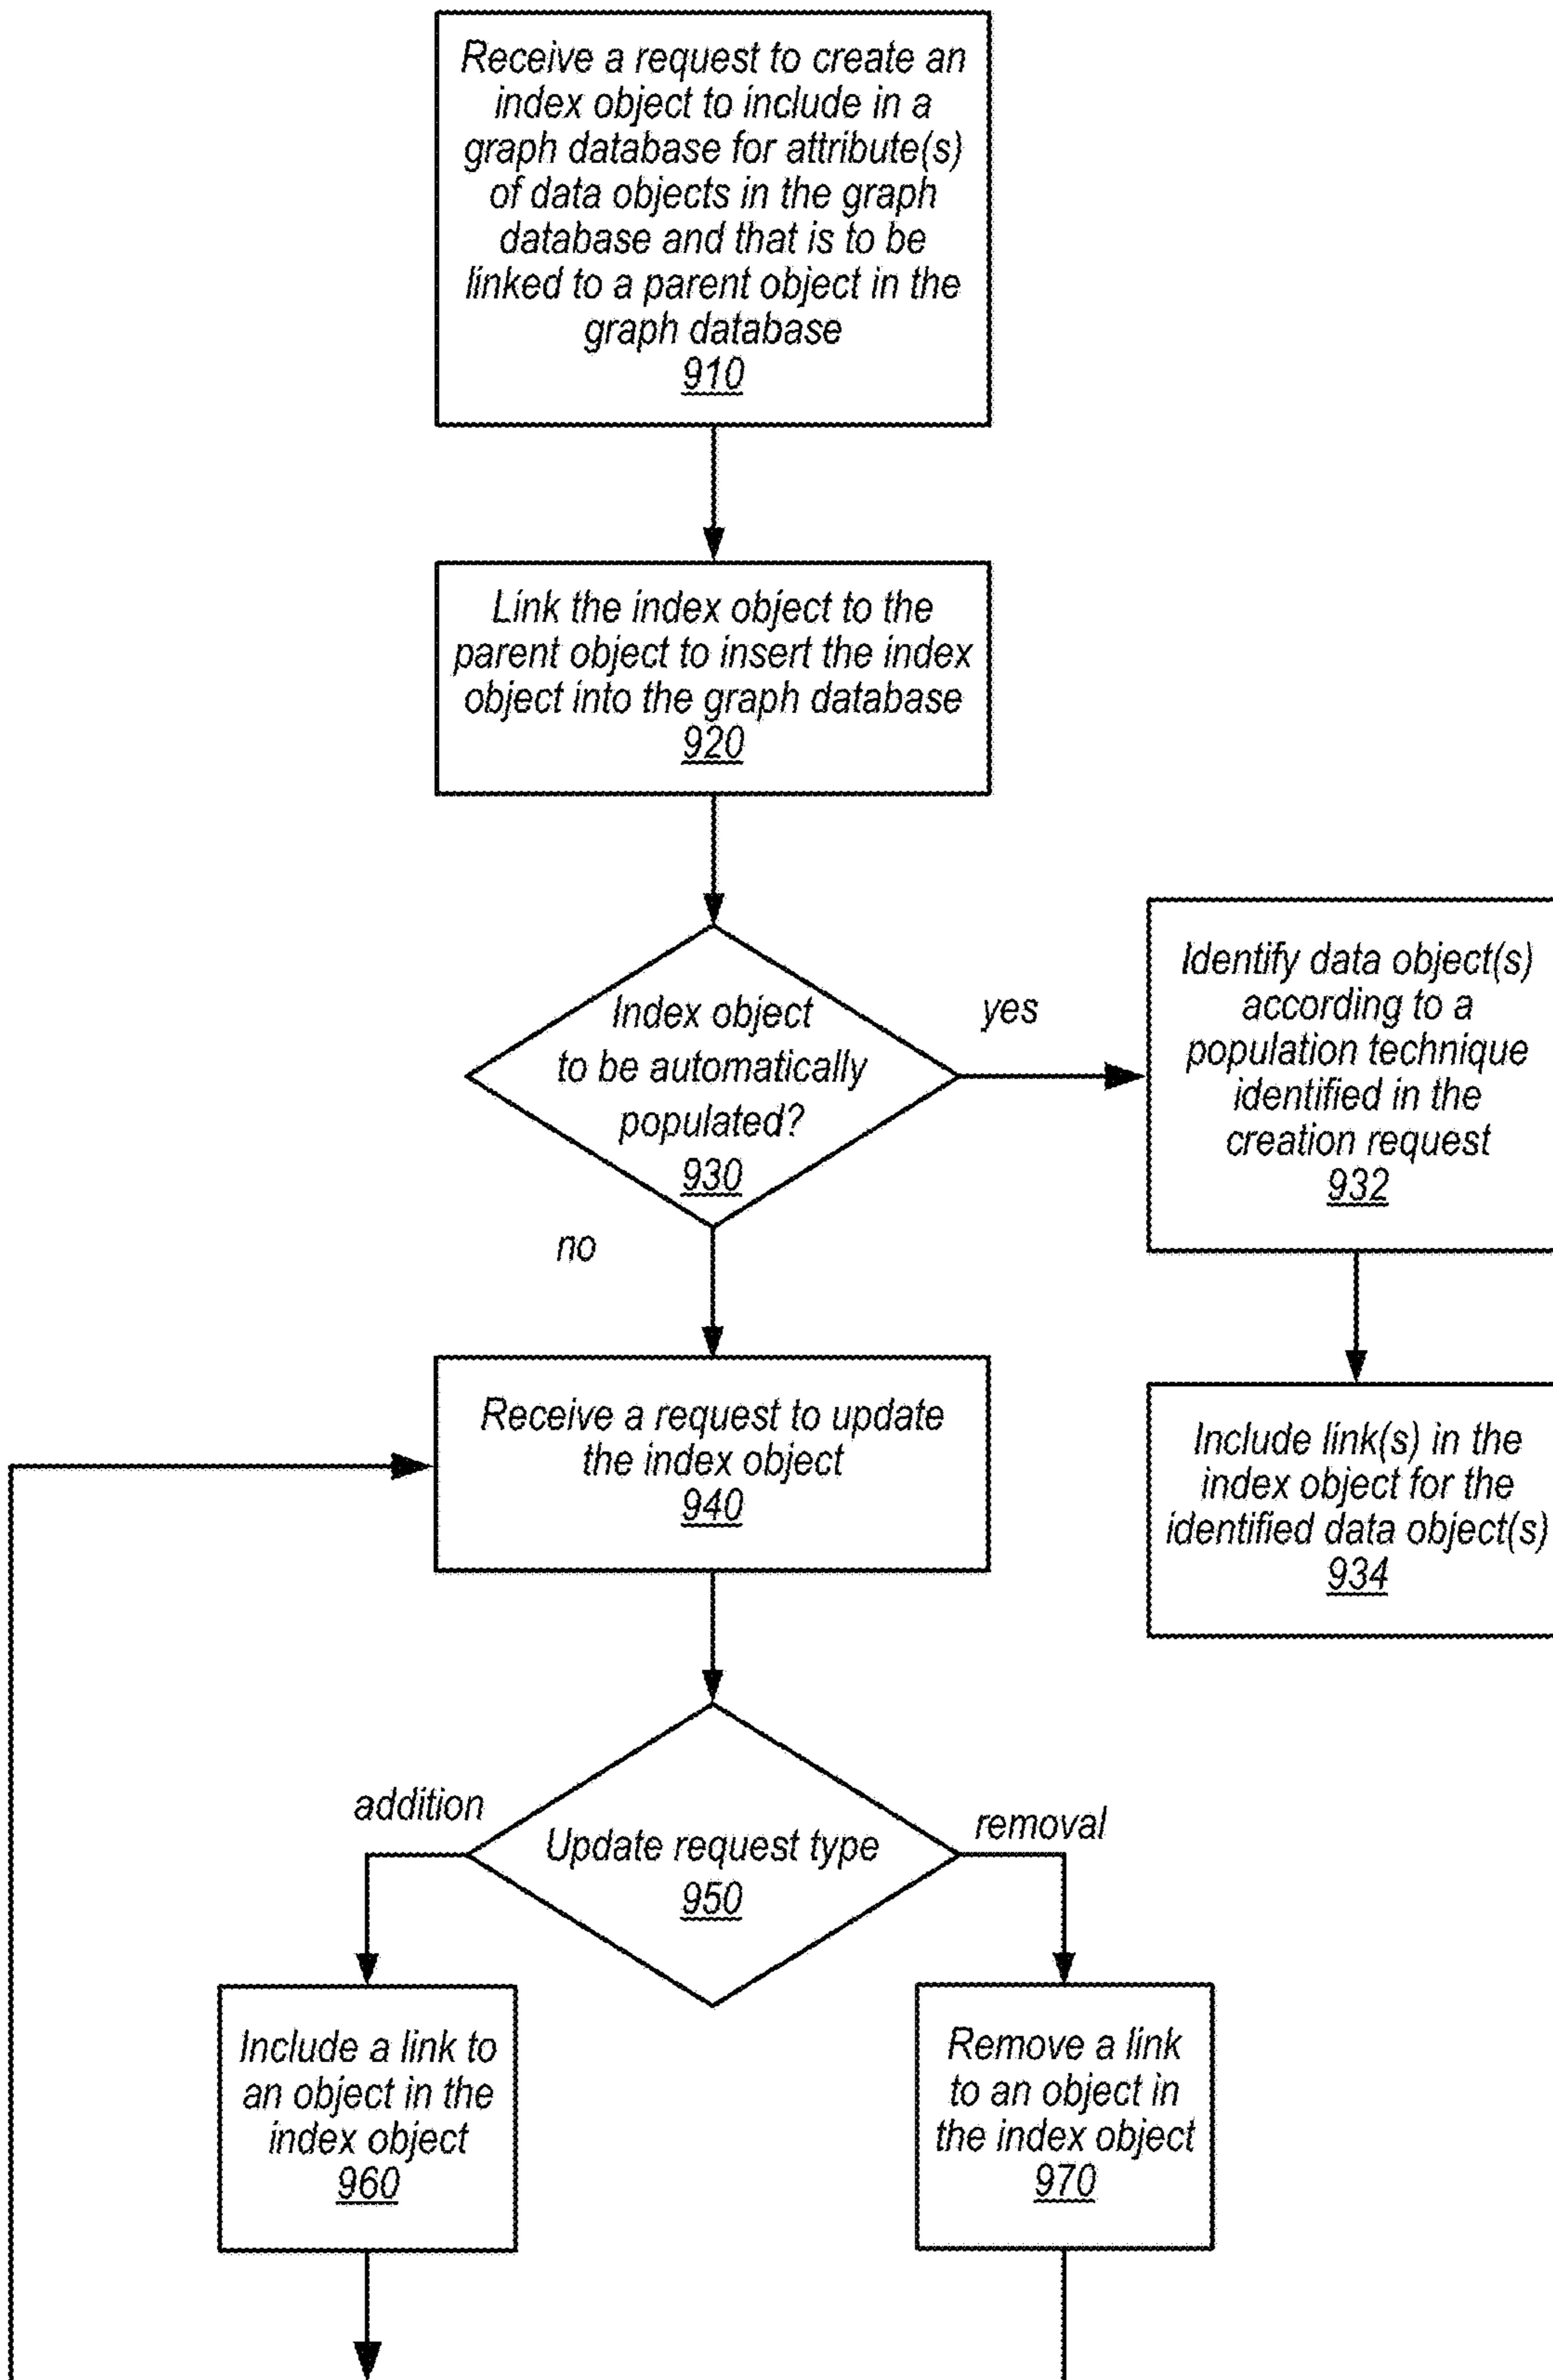 Receive a request to create an
index object to include in a
graph database for attribute(s)
of data objects in the graph
database and that is to be
linked to a parent object in the
graph database
910
Link the index object to the
parent object to insert the index
object into the graph database
920
Index object
to be automatically
populated?
930
yes
no
Identify data object(s)
according to a
population technique
identified in the
creation request
932
Include link(s) in the
index object for the
identified data object(s)
934
Receive a request to update
the index object
940
Update request type
950
addition
removal
Include a link to
an object in the
index object
960
Remove a link
to an object in
the index object
970